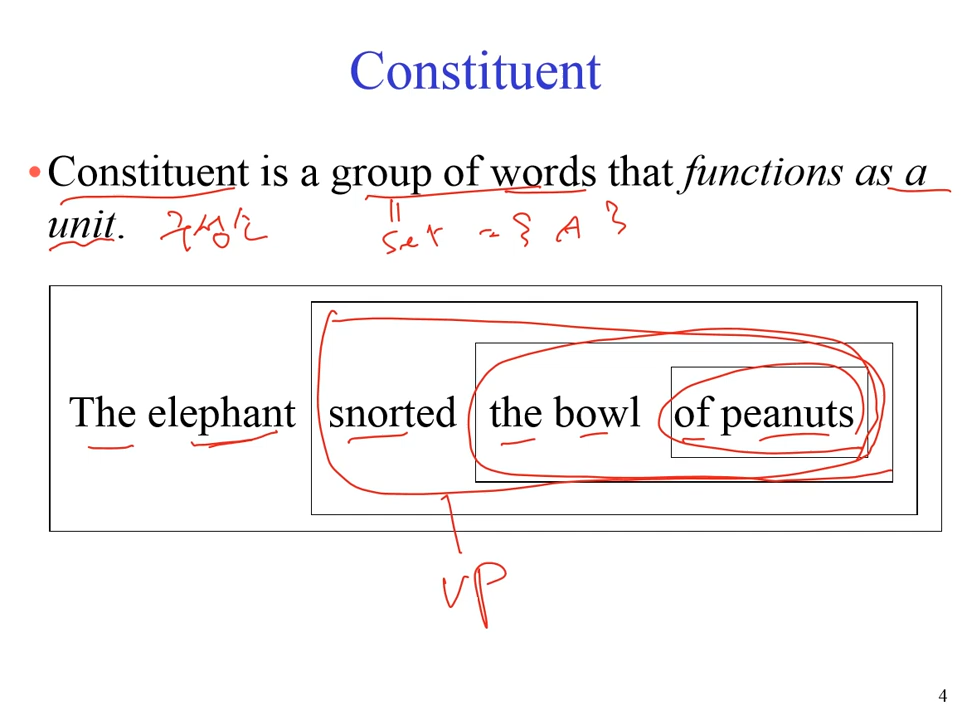 Constituent
•Constituent is a group of words that functions as a
unit. 구성소
= set = { A }
The elephant snorted the bowl of peanuts
VP
4